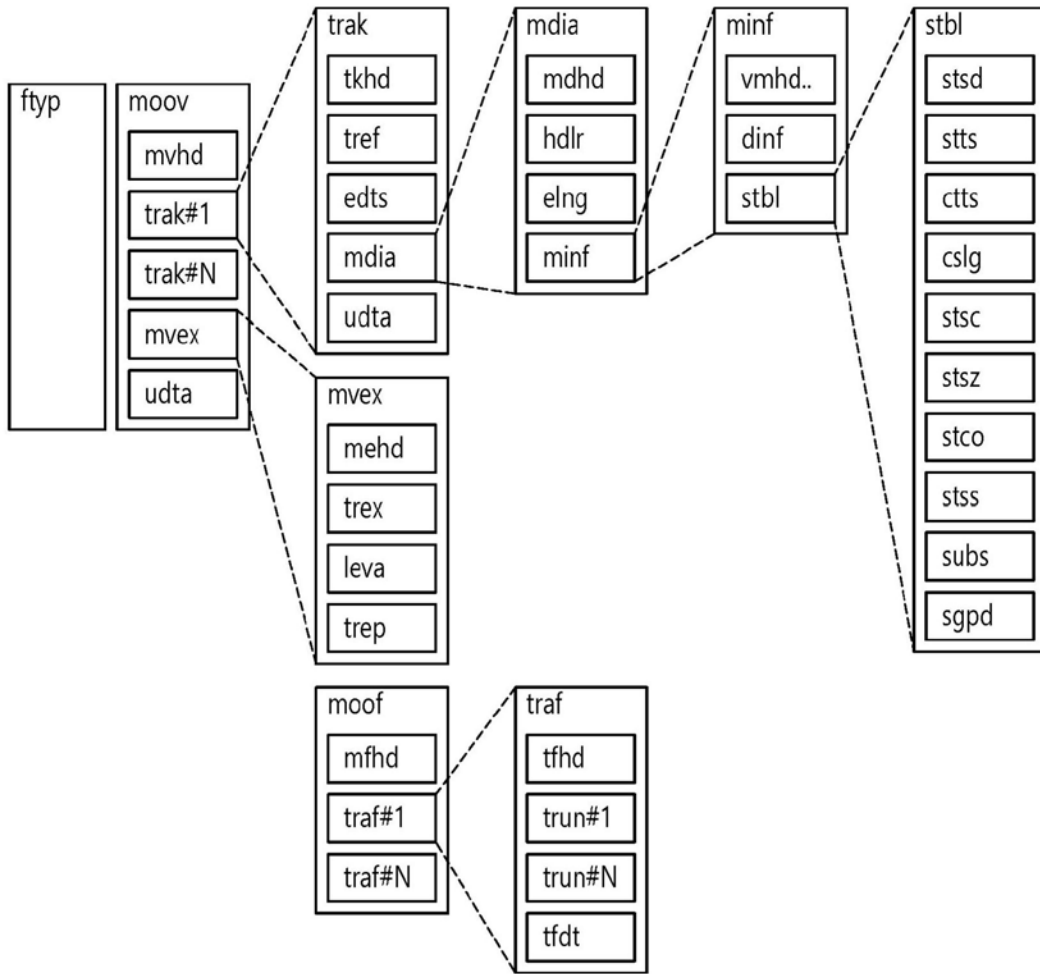 ftyp
moov
mvhd
trak#1
trak#N
mvex
udta
trak
tkhd
tref
edts
mdia
udta
mdia
mdhd
hdlr
elng
minf
minf
vmhd..
dinf
stbl
stbl
stsd
stts
ctts
cslg
stsc
stsz
stco
stss
subs
sgpd
mvex
mehd
trex
leva
trep
moof
mfhd
traf#1
traf#N
traf
tfhd
trun#1
trun#N
tfdt